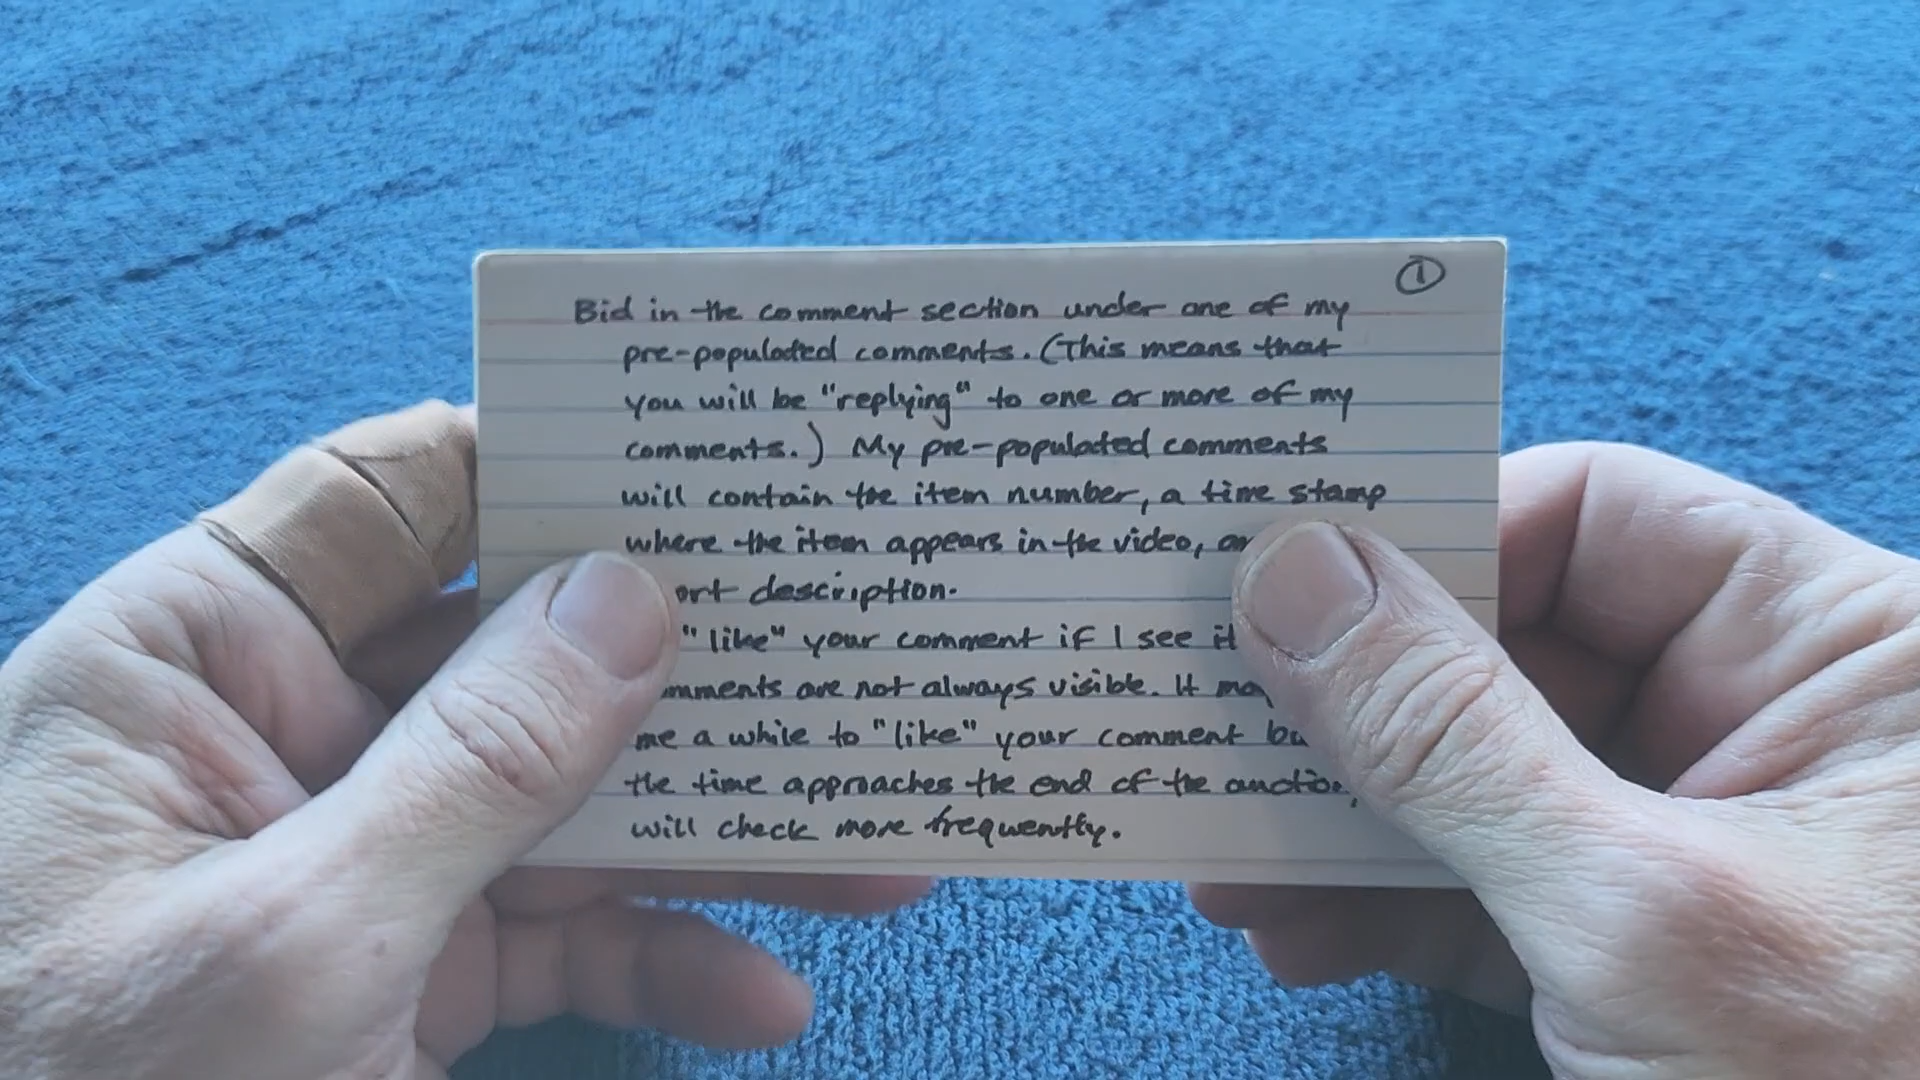 ①
Bid in the comment section under one of my
pre-populated comments. (This means that
you will be "replying" to one or more of my
comments.) My pre-populated comments
will contain the item number, a time stamp
where the item appears in the video,
description.
"like" your comment if I see it
are not always visible. It
me a while to "like" your comment
the time approaches the end of the auction,
will check more frequently.